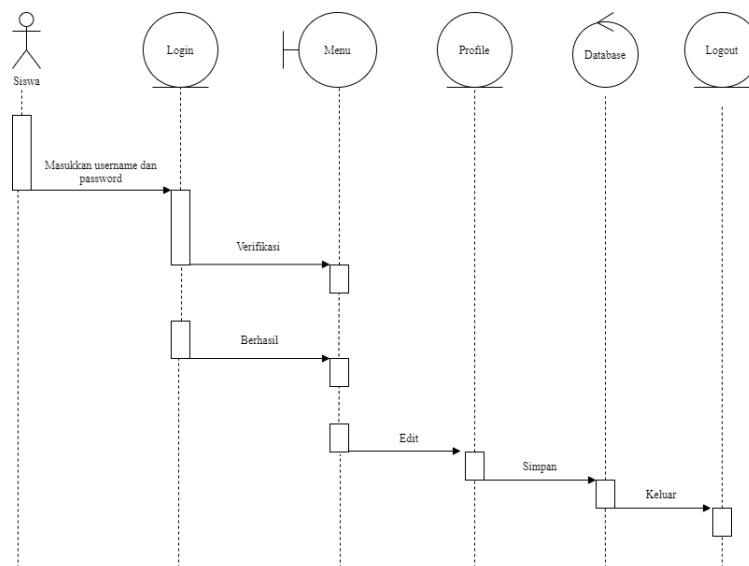 Siswa
Login
Menu
Profile
Database
Logout
Masukkan username dan
password
Verifikasi
Berhasil
Edit
Simpan
Keluar